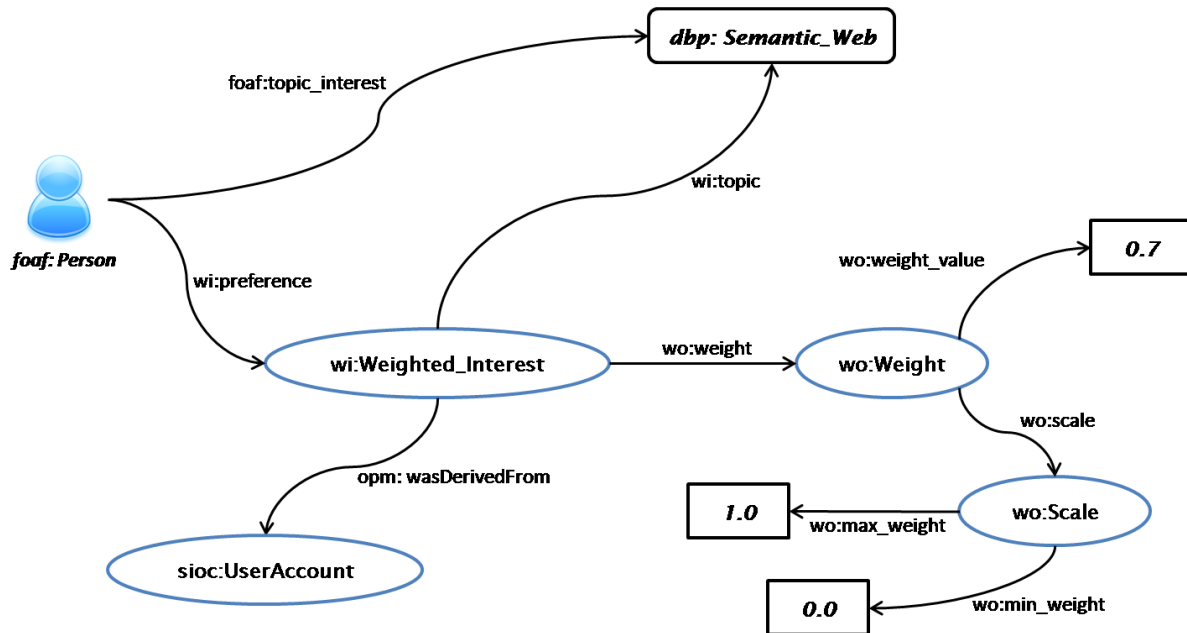 dbp: Semantic_Web
foaf:topic_interest
wi:topic
foaf: Person
wi:preference
wo:weight_value
0.7
wi:Weighted_Interest
wo:weight
wo:Weight
wo:scale
opm: wasDerivedFrom
1.0
wo:max_weight
wo:Scale
sioc:UserAccount
0.0
wo:min_weight